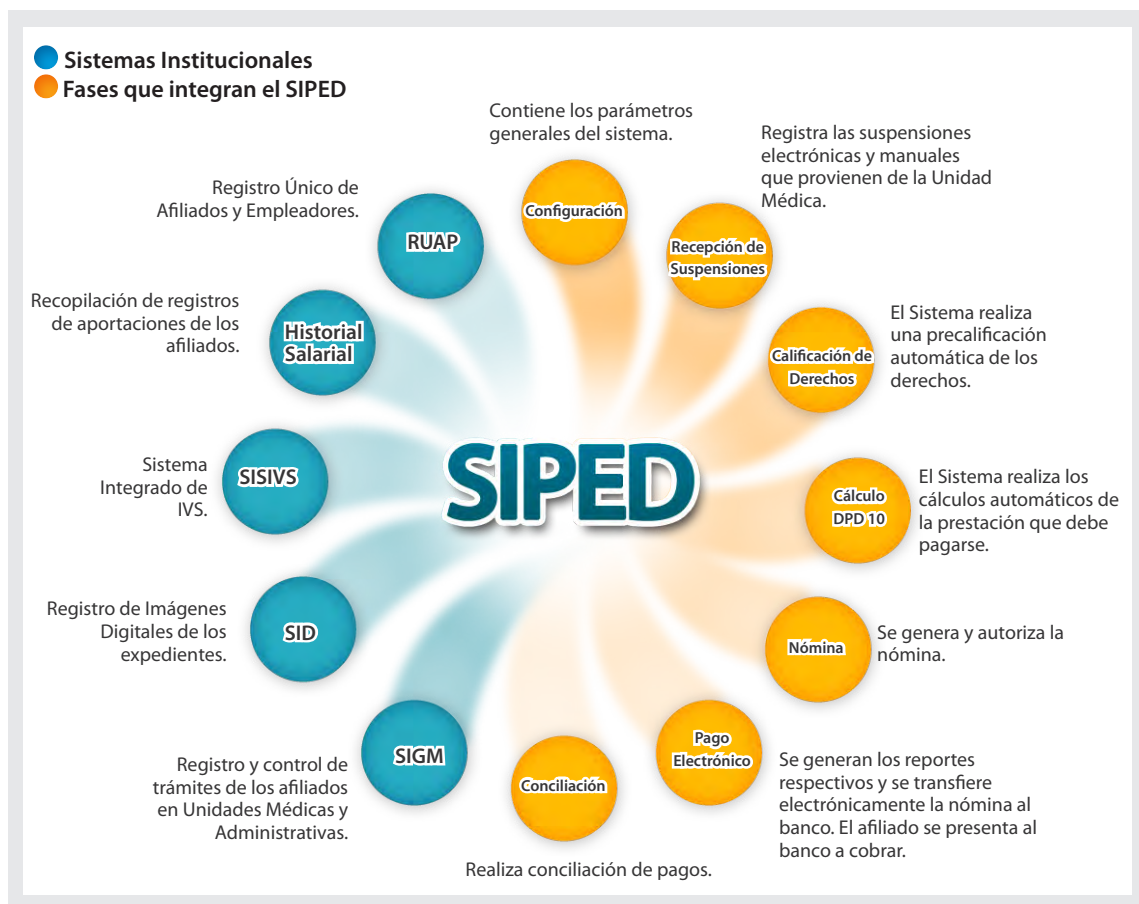 Sistemas Institucionales
Fases que integran el SIPED
Contiene los parámetros
generales del sistema.
Configuración
Registra las suspensiones
electrónicas y manuales
que provienen de la Unidad
Médica.
Recepción de
Suspensiones
El Sistema realiza
una precalificación
automática de los
derechos.
Calificación de
Derechos
El Sistema realiza los
cálculos automáticos de
la prestación que debe
pagarse.
Cálculo
DPD 10
Se genera y autoriza la
nómina.
Nómina
Pago
Electrónico
Se generan los reportes
respectivos y se transfiere
electrónicamente la nómina al
banco. El afiliado se presenta al
banco a cobrar.
Conciliación
Realiza conciliación de pagos.
SIGM
Registro y control de
trámites de los afiliados
en Unidades Médicas y
Administrativas.
SID
Registro de Imágenes
Digitales de los
expedientes.
SISIVS
Sistema
Integrado de
IVS.
Historial
Salarial
Recopilación de registros
de aportaciones de los
afiliados.
RUAP
Registro Único de
Afiliados y Empleadores.
SIPED